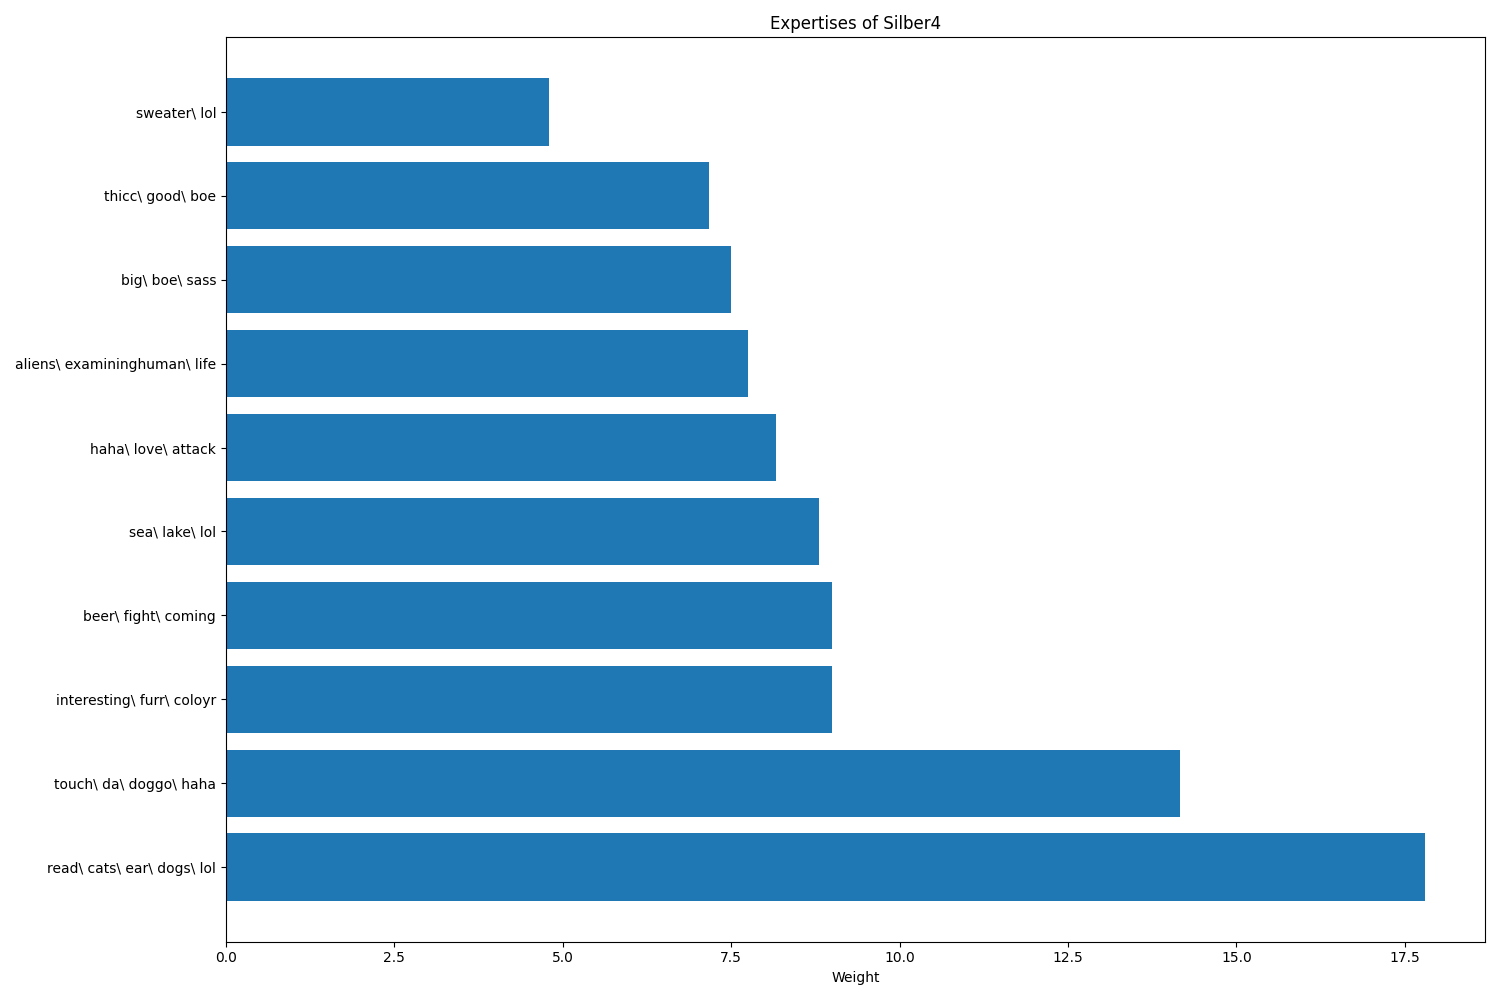 Expertises of Silber4
sweater\ lol
thicc\ good\ boe
big\ boe\ sass
aliens\ examininghuman\ life
haha\ love\ attack
sea\ lake\ lol
beer\ fight\ coming
interesting\ furr\ coloyr
touch\ da\ doggo\ haha
read\ cats\ ear\ dogs\ lol
0.0 2.5 5.0 7.5 10.0 12.5 15.0 17.5
Weight